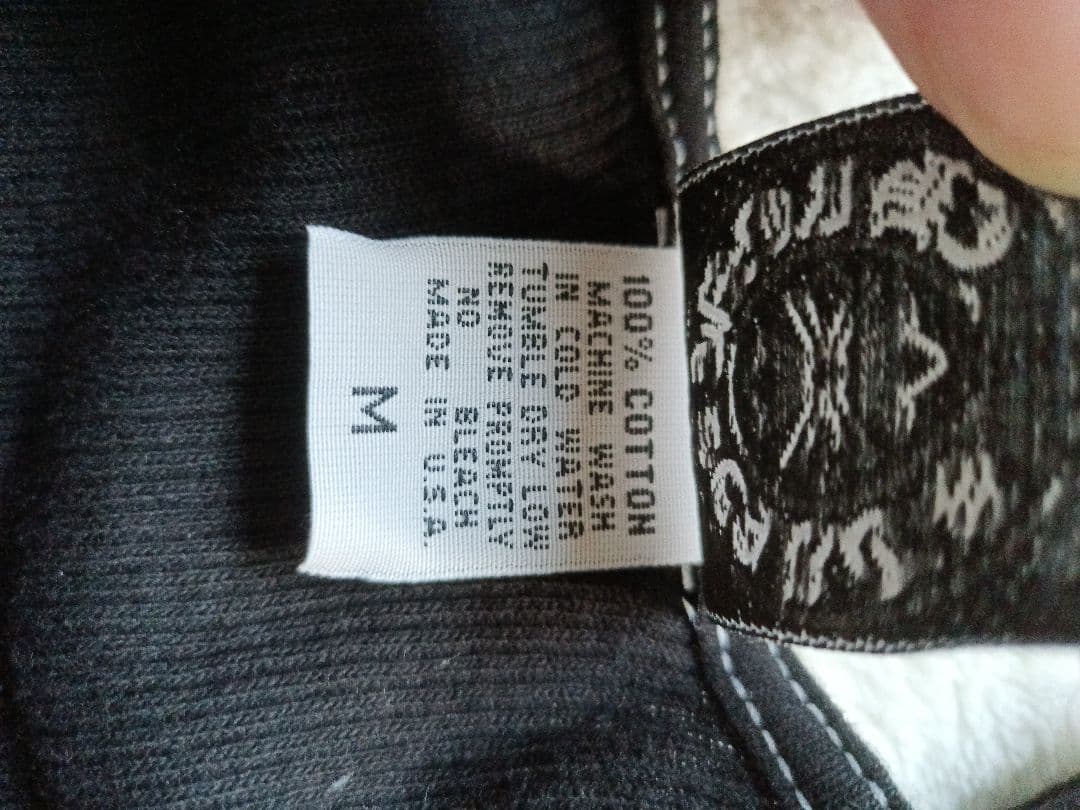 100% COTTON
MACHINE WASH
IN COLD WATER
TUMBLE DRY LOW
REMOVE PROMPTLY
NO BLEACH
MADE IN U.S.A.
M